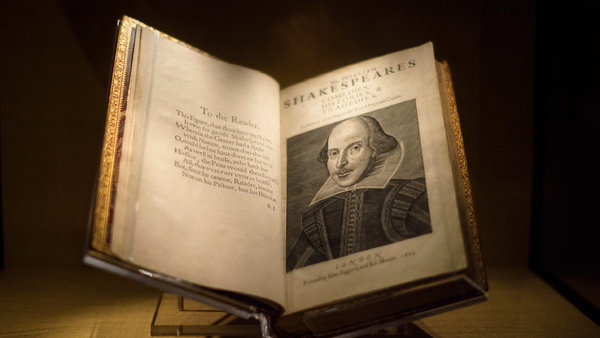 To the Reader.
This Figure, that thou here seest put,
It was for gentle Shakespeare cut;
Wherein the Grauer had a strife
with Nature, to out-doo the life:
O, could he but haue drawne his wit
As well in brasse, as he hath hit
His face; the Print would then surpasse
All, that was euer writ in brasse.
But, since he cannot, Reader, looke
Not on his Picture, but his Booke.
B. I.
Mr. WILLIAM
SHAKESPEARES
COMEDIES,
HISTORIES, &
TRAGEDIES.
Published according to the True Originall Copies.
LONDON
Printed by Isaac Iaggard, and Ed. Blount. 1623.